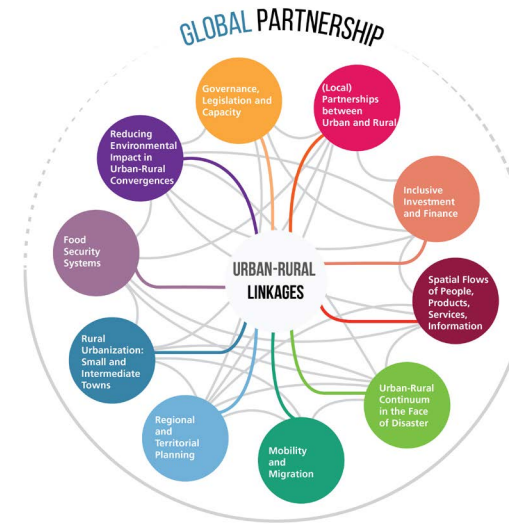 GLOBAL PARTNERSHIP
Governance,
Legislation and
Capacity
(Local)
Partnerships
between
Urban and Rural
Reducing
Environmental
Impact in
Urban-Rural
Convergences
Inclusive
Investment
and Finance
Food
Security
Systems
URBAN-RURAL
LINKAGES
Spatial Flows
of People,
Products,
Services,
Information
Rural
Urbanization:
Small and
Intermediate
Towns
Urban-Rural
Continuum
in the Face
of Disaster
Regional
and
Territorial
Planning
Mobility
and
Migration